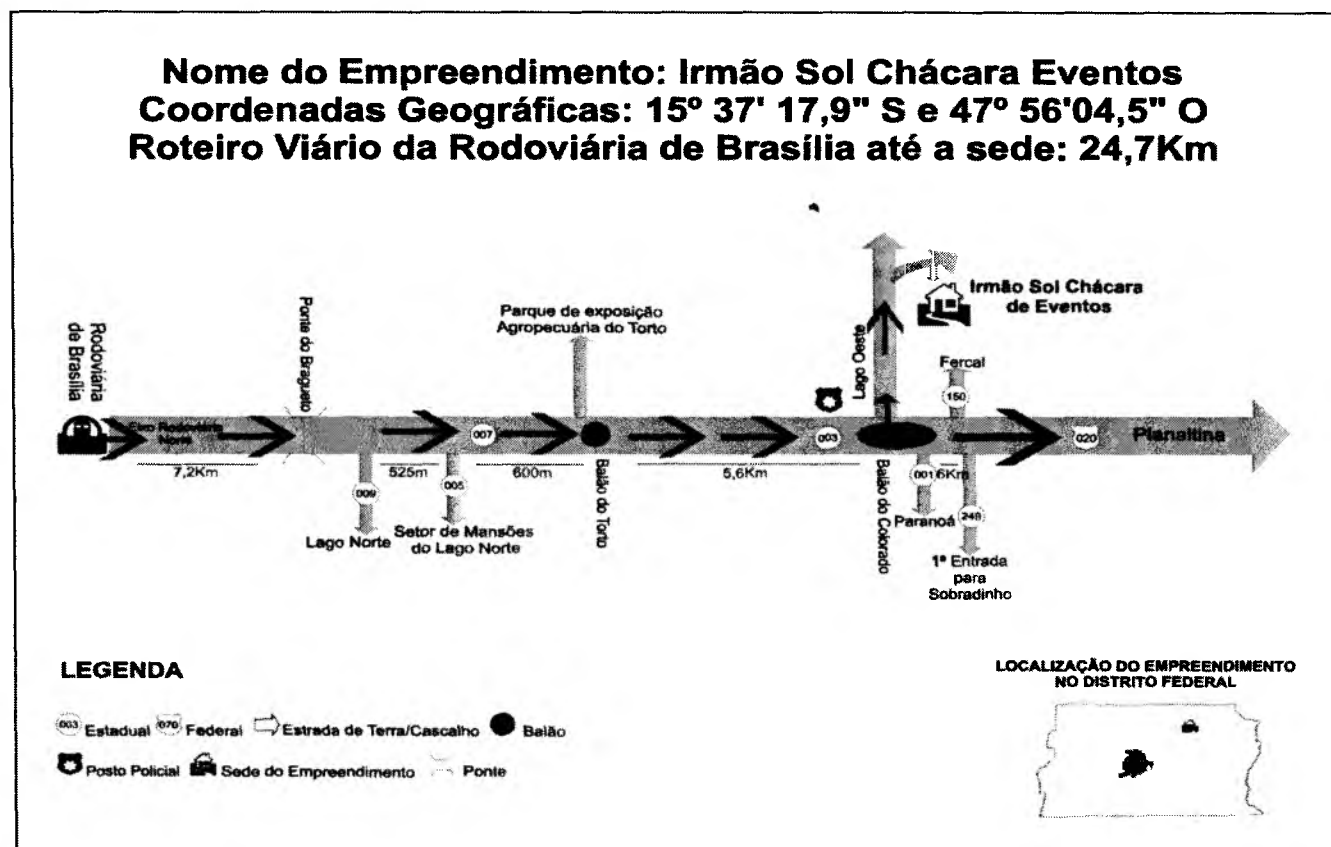 Nome do Empreendimento: Irmão Sol Chácara Eventos
Coordenadas Geográficas: 15º 37' 17,9" S e 47º 56'04,5" O
Roteiro Viário da Rodoviária de Brasília até a sede: 24,7Km
Rodoviária
de Brasília
Ponte do Bragueto
Parque de exposição
Agropecuária do Torto
Lago Oeste
Irmão Sol Chácara
de Eventos
Fercal
150
Eixo Rodoviário
Norte
007
003
020
Planaltina
7,2Km
525m
600m
5,6Km
001
6Km
009
005
Balão do Torto
Balão do Colorado
Lago Norte
Setor de Mansões
do Lago Norte
Paranoá
248
1ª Entrada
para
Sobradinho
LEGENDA
003 Estadual 070 Federal Estrada de Terra/Cascalho Balão
Posto Policial Sede do Empreendimento Ponte
LOCALIZAÇÃO DO EMPREENDIMENTO
NO DISTRITO FEDERAL